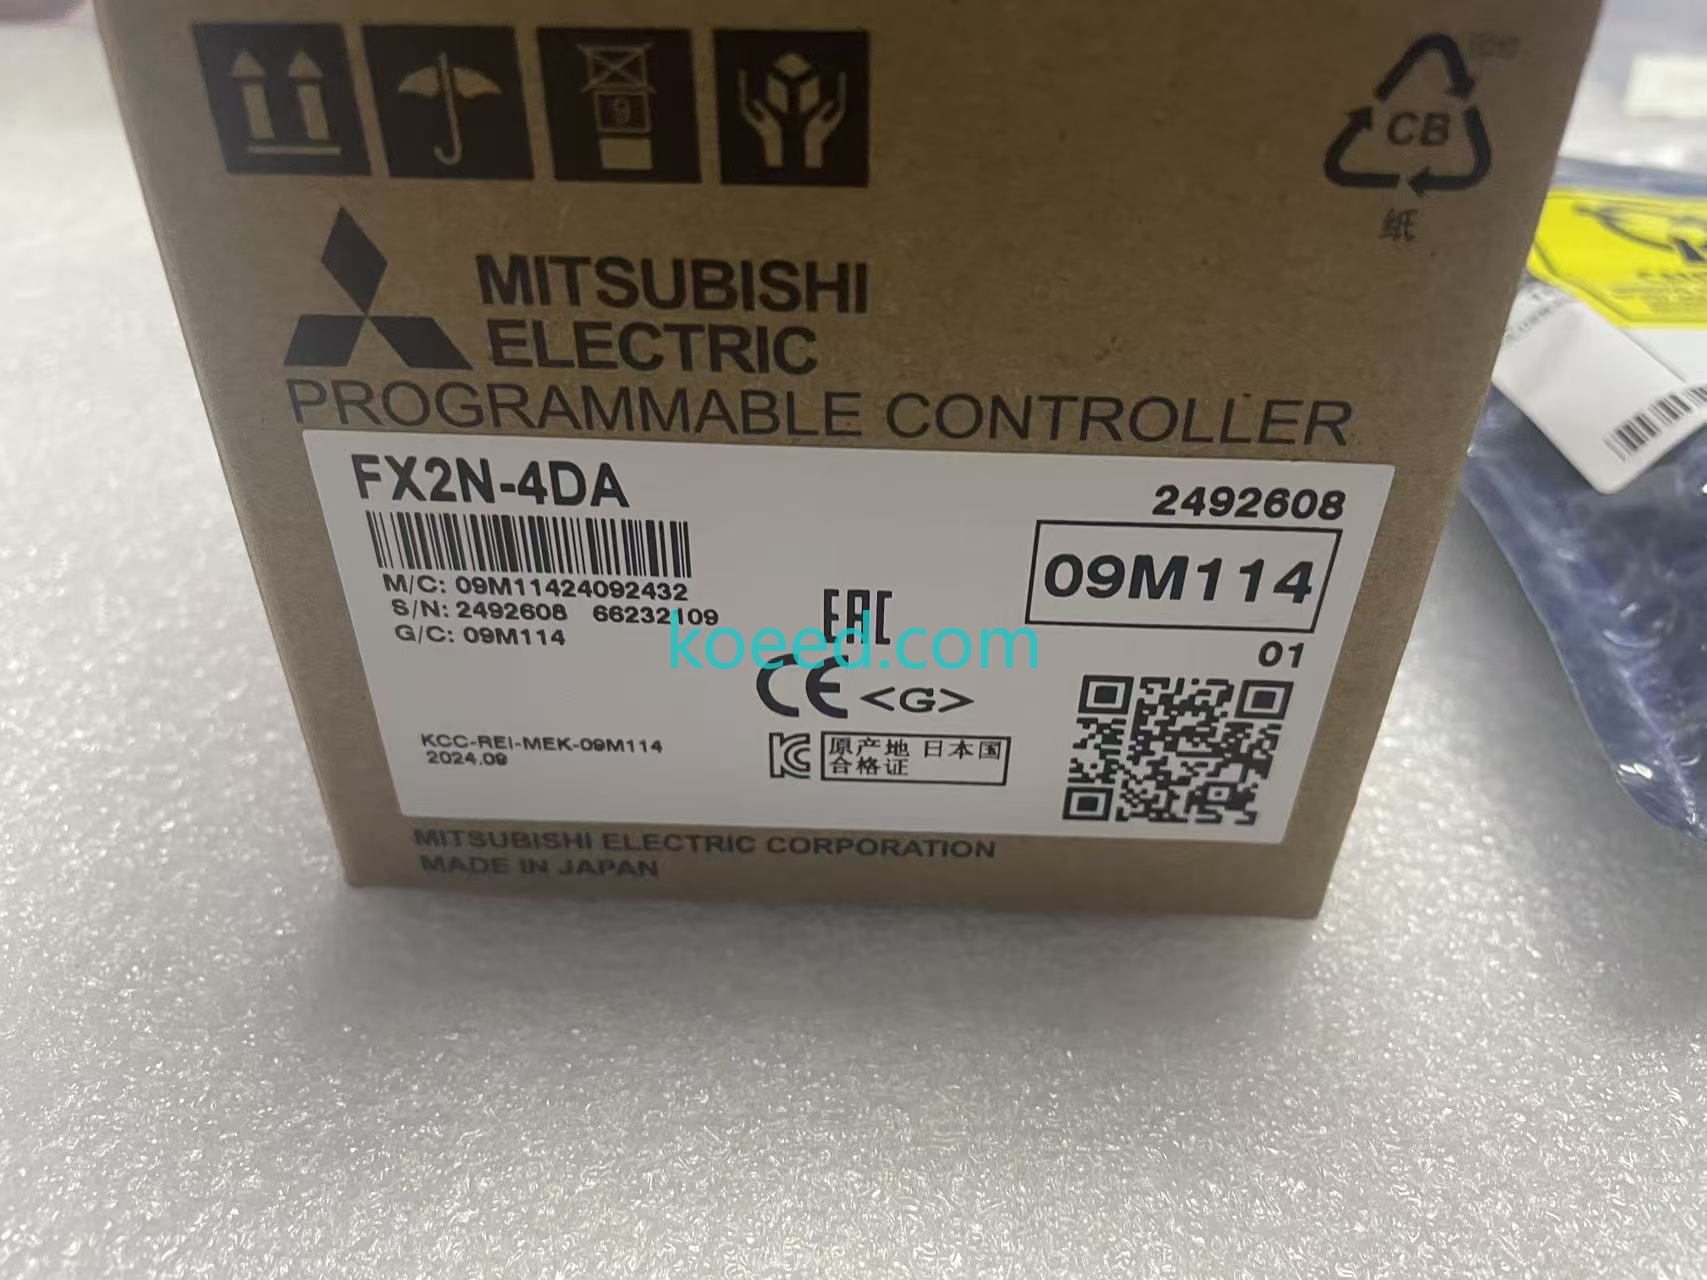 9
CB
纸
MITSUBISHI
ELECTRIC
PROGRAMMABLE CONTROLLER
FX2N-4DA
2492608
M/C: 09M11424092432
S/N: 2492608 66232109
G/C: 09M114
09M114
01
EAC
koeed.com
CE <G>
KCC-REI-MEK-09M114
2024.09
KC
原产地 日本国
合格证
MITSUBISHI ELECTRIC CORPORATION
MADE IN JAPAN